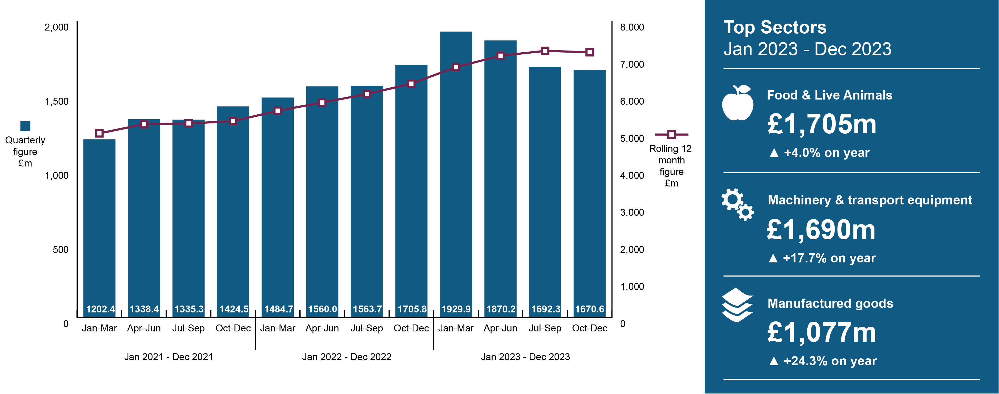 2,000
1,500
1,000
500
0
Quarterly
figure
£m
8,000
7,000
6,000
5,000
4,000
3,000
2,000
1,000
0
Rolling 12
month
figure
£m
1202.4 1338.4 1335.3 1424.5 1484.7 1560.0 1563.7 1705.8 1929.9 1870.2 1692.3 1670.6
Jan-Mar Apr-Jun Jul-Sep Oct-Dec Jan-Mar Apr-Jun Jul-Sep Oct-Dec Jan-Mar Apr-Jun Jul-Sep Oct-Dec
Jan 2021 - Dec 2021 Jan 2022 - Dec 2022 Jan 2023 - Dec 2023
Top Sectors
Jan 2023 - Dec 2023
Food & Live Animals
£1,705m
▲ +4.0% on year
Machinery & transport equipment
£1,690m
▲ +17.7% on year
Manufactured goods
£1,077m
▲ +24.3% on year